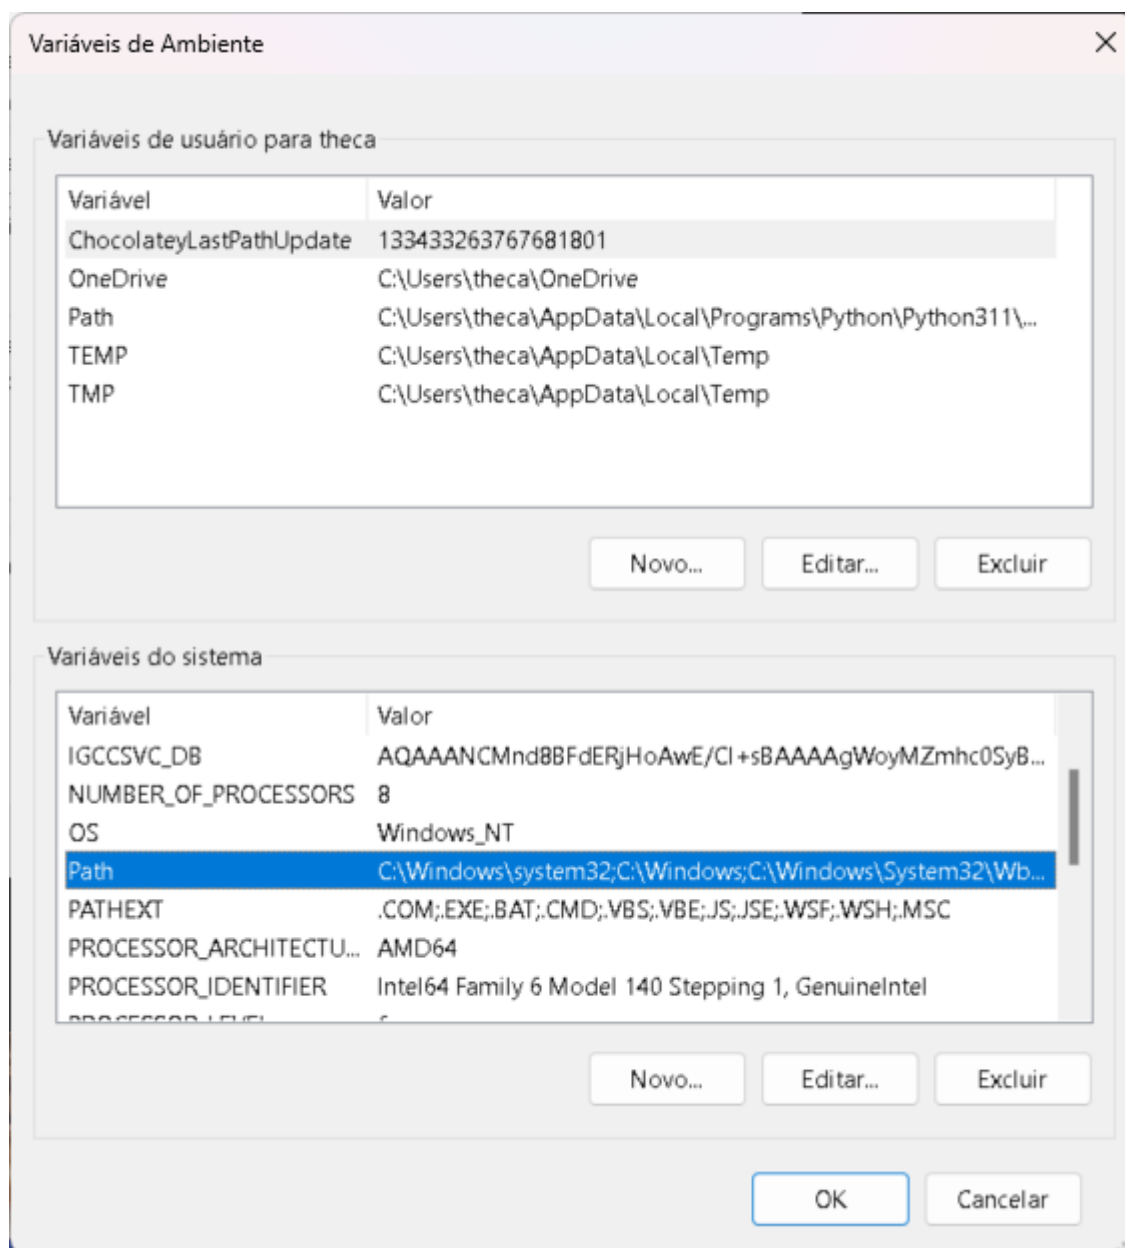 Variáveis de Ambiente
Variáveis de usuário para theca
Variável Valor
ChocolateyLastPathUpdate 133433263767681801
OneDrive C:\Users\theca\OneDrive
Path C:\Users\theca\AppData\Local\Programs\Python\Python311\...
TEMP C:\Users\theca\AppData\Local\Temp
TMP C:\Users\theca\AppData\Local\Temp
Novo... Editar... Excluir
Variáveis do sistema
Variável Valor
IGCCSVC_DB AQAAANCMnd8BFdERjHoAwE/Cl+sBAAAAgWoyMZmhc0SyB...
NUMBER_OF_PROCESSORS 8
OS Windows_NT
Path C:\Windows\system32;C:\Windows;C:\Windows\System32\Wb...
PATHEXT .COM;.EXE;.BAT;.CMD;.VBS;.VBE;.JS;.JSE;.WSF;.WSH;.MSC
PROCESSOR_ARCHITECTU... AMD64
PROCESSOR_IDENTIFIER Intel64 Family 6 Model 140 Stepping 1, GenuineIntel
Novo... Editar... Excluir
OK Cancelar